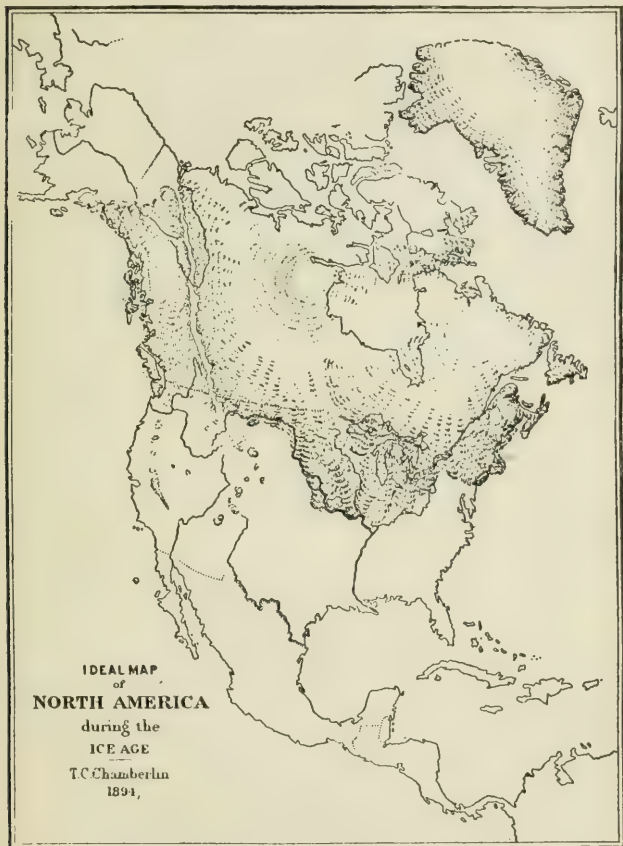 IDEAL MAP
of
NORTH AMERICA
during the
ICE AGE
T.C.Chamberlin
1894,